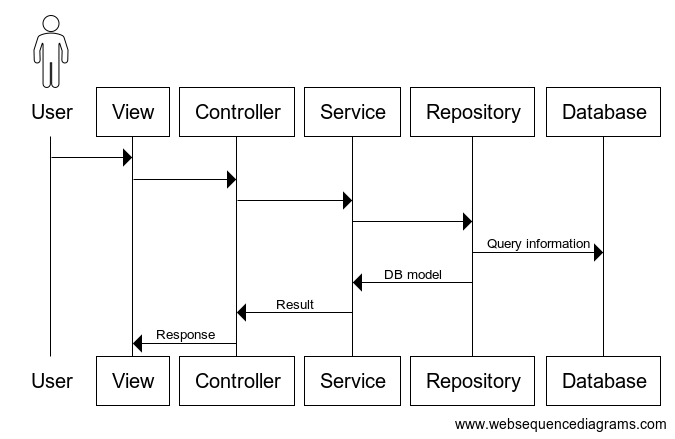 User View Controller Service Repository Database
Query information
DB model
Result
Response
User View Controller Service Repository Database
www.websequencediagrams.com